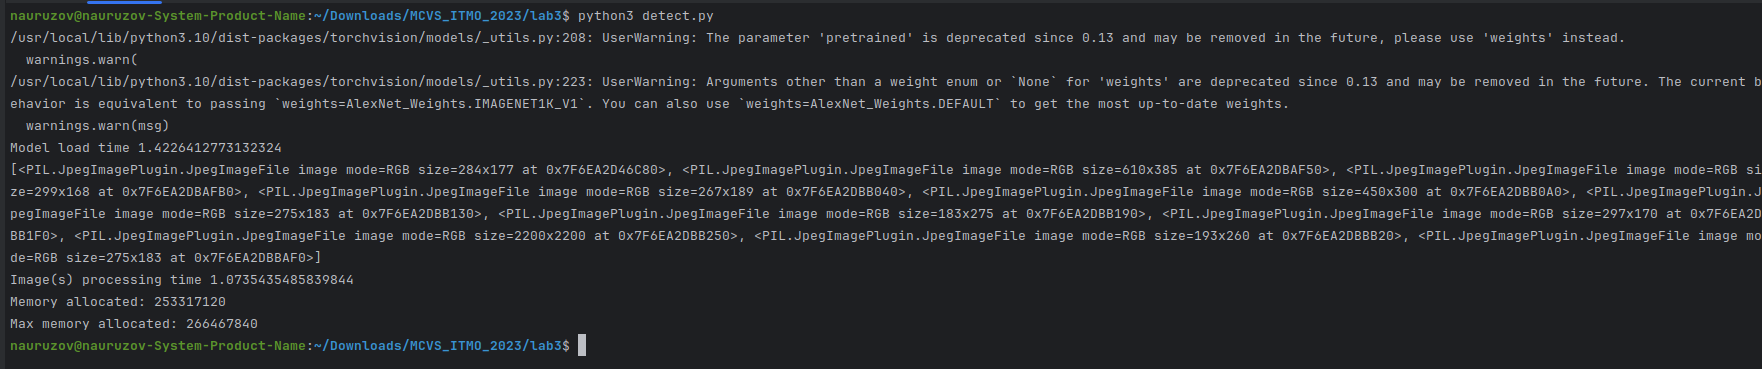 nauruzov@nauruzov-System-Product-Name:~/Downloads/MCVS_ITMO_2023/lab3$ python3 detect.py
/usr/local/lib/python3.10/dist-packages/torchvision/models/_utils.py:208: UserWarning: The parameter 'pretrained' is deprecated since 0.13 and may be removed in the future, please use 'weights' instead.
  warnings.warn(
/usr/local/lib/python3.10/dist-packages/torchvision/models/_utils.py:223: UserWarning: Arguments other than a weight enum or `None` for 'weights' are deprecated since 0.13 and may be removed in the future. The current b
ehavior is equivalent to passing `weights=AlexNet_Weights.IMAGENET1K_V1`. You can also use `weights=AlexNet_Weights.DEFAULT` to get the most up-to-date weights.
  warnings.warn(msg)
Model load time 1.4226412773132324
[<PIL.JpegImagePlugin.JpegImageFile image mode=RGB size=284x177 at 0x7F6EA2D46C80>, <PIL.JpegImagePlugin.JpegImageFile image mode=RGB size=610x385 at 0x7F6EA2DBAF50>, <PIL.JpegImagePlugin.JpegImageFile image mode=RGB si
ze=299x168 at 0x7F6EA2DBAFB0>, <PIL.JpegImagePlugin.JpegImageFile image mode=RGB size=267x189 at 0x7F6EA2DBB040>, <PIL.JpegImagePlugin.JpegImageFile image mode=RGB size=450x300 at 0x7F6EA2DBB0A0>, <PIL.JpegImagePlugin.J
pegImageFile image mode=RGB size=275x183 at 0x7F6EA2DBB130>, <PIL.JpegImagePlugin.JpegImageFile image mode=RGB size=183x275 at 0x7F6EA2DBB190>, <PIL.JpegImagePlugin.JpegImageFile image mode=RGB size=297x170 at 0x7F6EA2D
BB1F0>, <PIL.JpegImagePlugin.JpegImageFile image mode=RGB size=2200x2200 at 0x7F6EA2DBB250>, <PIL.JpegImagePlugin.JpegImageFile image mode=RGB size=193x260 at 0x7F6EA2DBBB20>, <PIL.JpegImagePlugin.JpegImageFile image mo
de=RGB size=275x183 at 0x7F6EA2DBBAF0>]
Image(s) processing time 1.0735435485839844
Memory allocated: 253317120
Max memory allocated: 266467840
nauruzov@nauruzov-System-Product-Name:~/Downloads/MCVS_ITMO_2023/lab3$